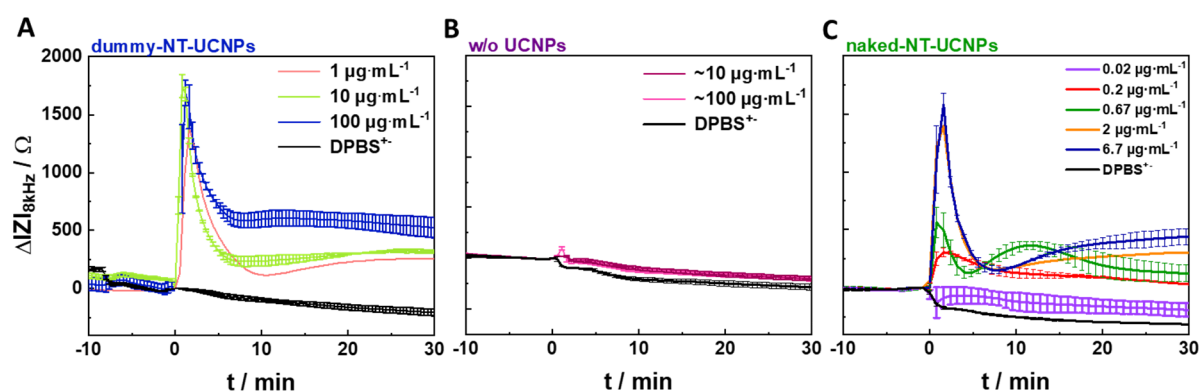 A
dummy-NT-UCNPs
1 µg·mL-1
10 µg·mL-1
100 µg·mL-1
DPBS+-
Δ|Z|8kHz / Ω
2000
1500
1000
500
0
-10 0 10 20 30
t / min
B
w/o UCNPs
~10 µg·mL-1
~100 µg·mL-1
DPBS+-
-10 0 10 20 30
t / min
C
naked-NT-UCNPs
0.02 µg·mL-1
0.2 µg·mL-1
0.67 µg·mL-1
2 µg·mL-1
6.7 µg·mL-1
DPBS+-
-10 0 10 20 30
t / min